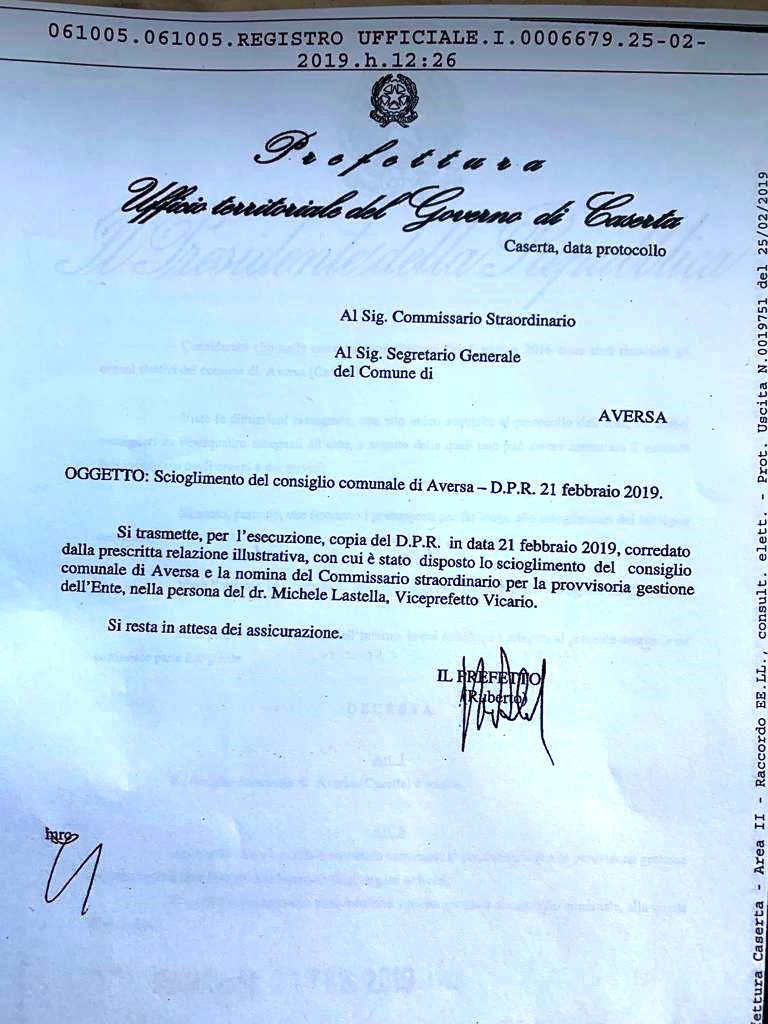 061005.061005.REGISTRO UFFICIALE.I.0006679.25-02-
2019.h.12:26
Prefettura
Ufficio territoriale del Governo di Caserta
Caserta, data protocollo
Al Sig. Commissario Straordinario
Al Sig. Segretario Generale
del Comune di
AVERSA
OGGETTO: Scioglimento del consiglio comunale di Aversa – D.P.R. 21 febbraio 2019.
Si trasmette, per l'esecuzione, copia del D.P.R. in data 21 febbraio 2019, corredato
dalla prescritta relazione illustrativa, con cui è stato disposto lo scioglimento del consiglio
comunale di Aversa e la nomina del Commissario straordinario per la provvisoria gestione
dell'Ente, nella persona del dr. Michele Lastella, Viceprefetto Vicario.
Si resta in attesa dei assicurazione.
IL PREFETTO
(Ruberto)
DECRETA
ettura Caserta - Area II - Raccordo EE.LL., consult. elett. - Prot. Uscita N.0019751 del 25/02/2019